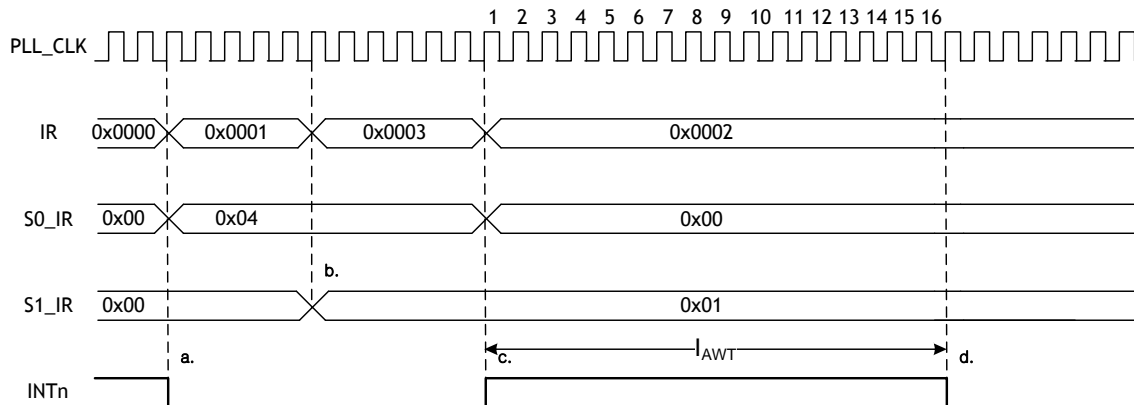 1 2 3 4 5 6 7 8 9 10 11 12 13 14 15 16
PLL_CLK
IR 0x0000 0x0001 0x0003 0x0002
S0_IR 0x00 0x04 0x00
b.
S1_IR 0x00 0x01
a. c. IAWT d.
INTn